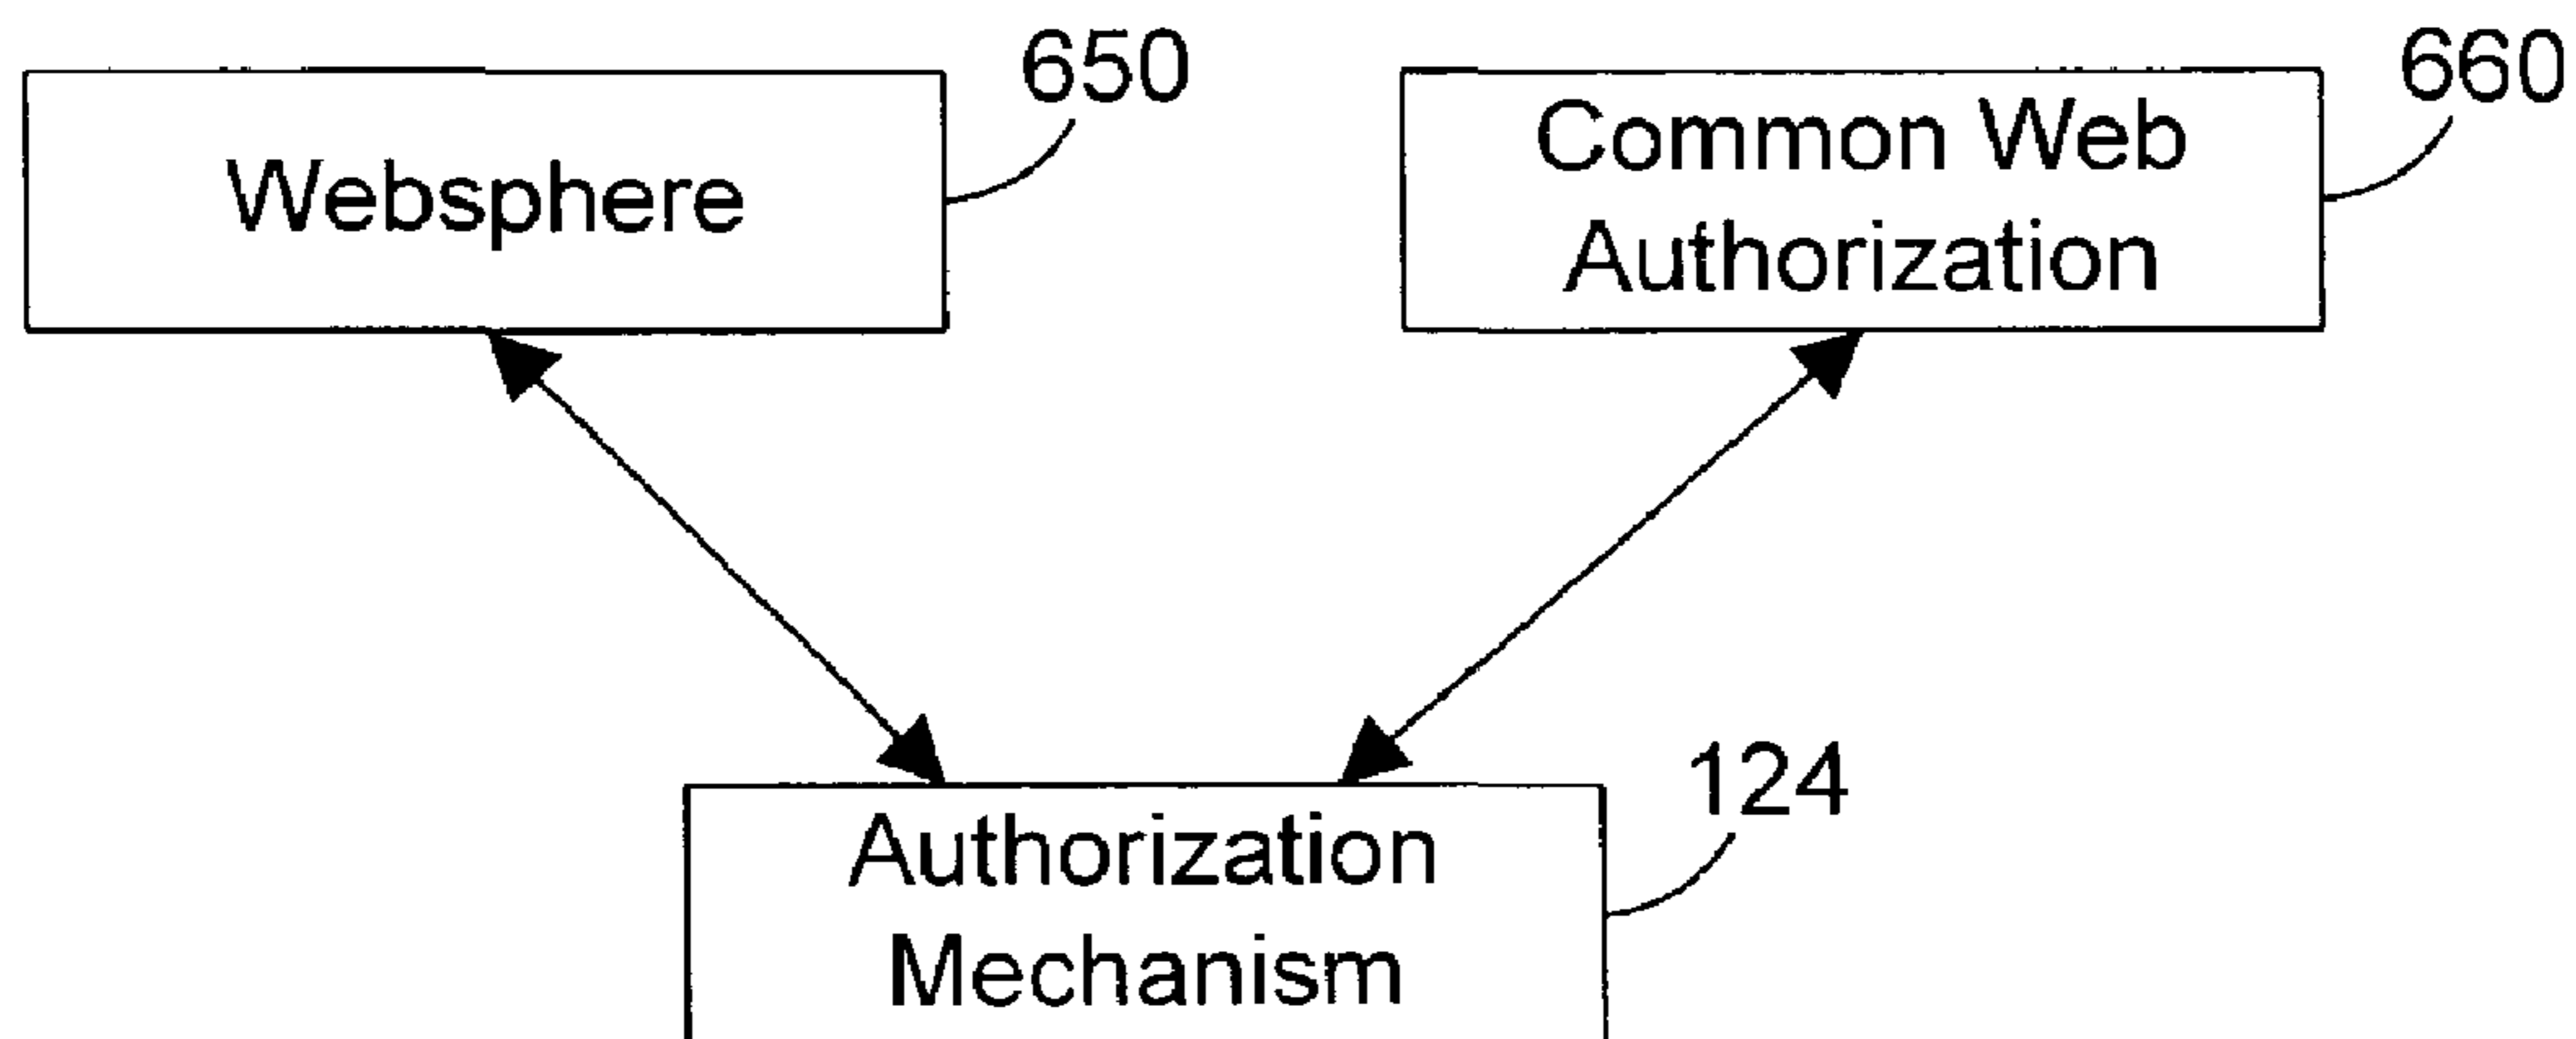 650
Websphere
660
Common Web
Authorization
124
Authorization
Mechanism